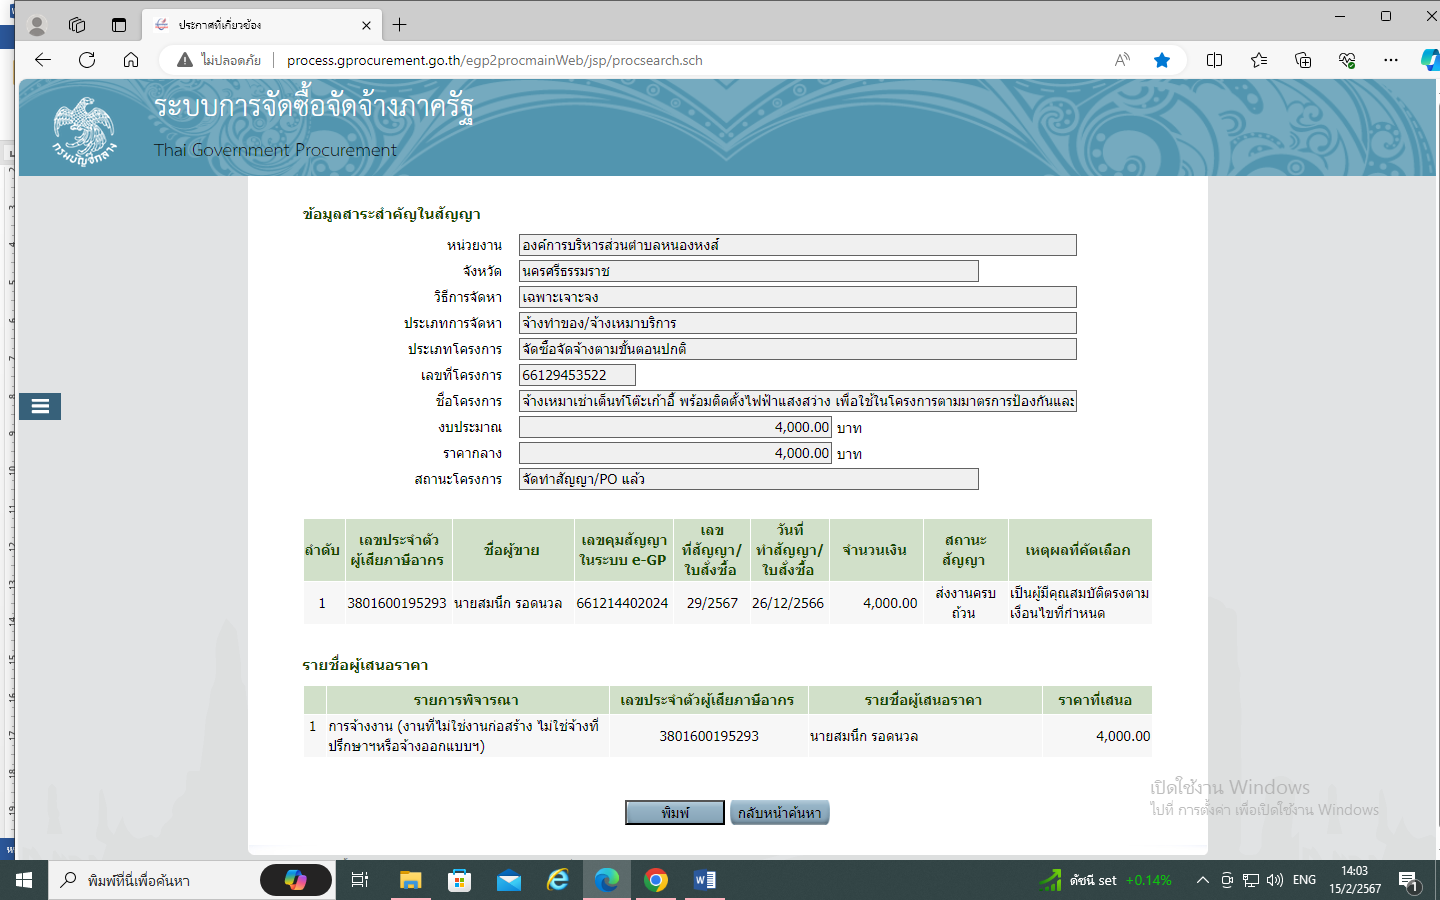 ประกาศที่เกี่ยวข้อง
ไม่ปลอดภัย
process.gprocurement.go.th/egp2procmainWeb/jsp/procsearch.sch
ระบบการจัดซื้อจัดจ้างภาครัฐ
Thai Government Procurement
กรมบัญชีกลาง
ข้อมูลสาระสำคัญในสัญญา
หน่วยงาน องค์การบริหารส่วนตำบลหนองหงส์
จังหวัด นครศรีธรรมราช
วิธีการจัดหา เฉพาะเจาะจง
ประเภทการจัดหา จ้างทำของ/จ้างเหมาบริการ
ประเภทโครงการ จัดซื้อจัดจ้างตามขั้นตอนปกติ
เลขที่โครงการ 66129453522
ชื่อโครงการ จ้างเหมาเช่าเต็นท์โต๊ะเก้าอี้ พร้อมติดตั้งไฟฟ้าแสงสว่าง เพื่อใช้ในโครงการตามมาตรการป้องกันและ
งบประมาณ 4,000.00 บาท
ราคากลาง 4,000.00 บาท
สถานะโครงการ จัดทำสัญญา/PO แล้ว
ลำดับ เลขประจำตัวผู้เสียภาษีอากร ชื่อผู้ขาย เลขคุมสัญญาในระบบ e-GP เลขที่สัญญา/ใบสั่งซื้อ วันที่ทำสัญญา/ใบสั่งซื้อ จำนวนเงิน สถานะสัญญา เหตุผลที่คัดเลือก
1 3801600195293 นายสมนึก รอดนวล 661214402024 29/2567 26/12/2566 4,000.00 ส่งงานครบถ้วน เป็นผู้มีคุณสมบัติตรงตามเงื่อนไขที่กำหนด
รายชื่อผู้เสนอราคา
รายการพิจารณา เลขประจำตัวผู้เสียภาษีอากร รายชื่อผู้เสนอราคา ราคาที่เสนอ
1 การจ้างงาน (งานที่ไม่ใช่งานก่อสร้าง ไม่ใช่จ้างที่ปรึกษาฯหรือจ้างออกแบบฯ) 3801600195293 นายสมนึก รอดนวล 4,000.00
พิมพ์ กลับหน้าค้นหา
เปิดใช้งาน Windows
ไปที่ การตั้งค่า เพื่อเปิดใช้งาน Windows
พิมพ์ที่นี่เพื่อค้นหา
ดัชนี set +0.14%
ENG
14:03
15/2/2567
1